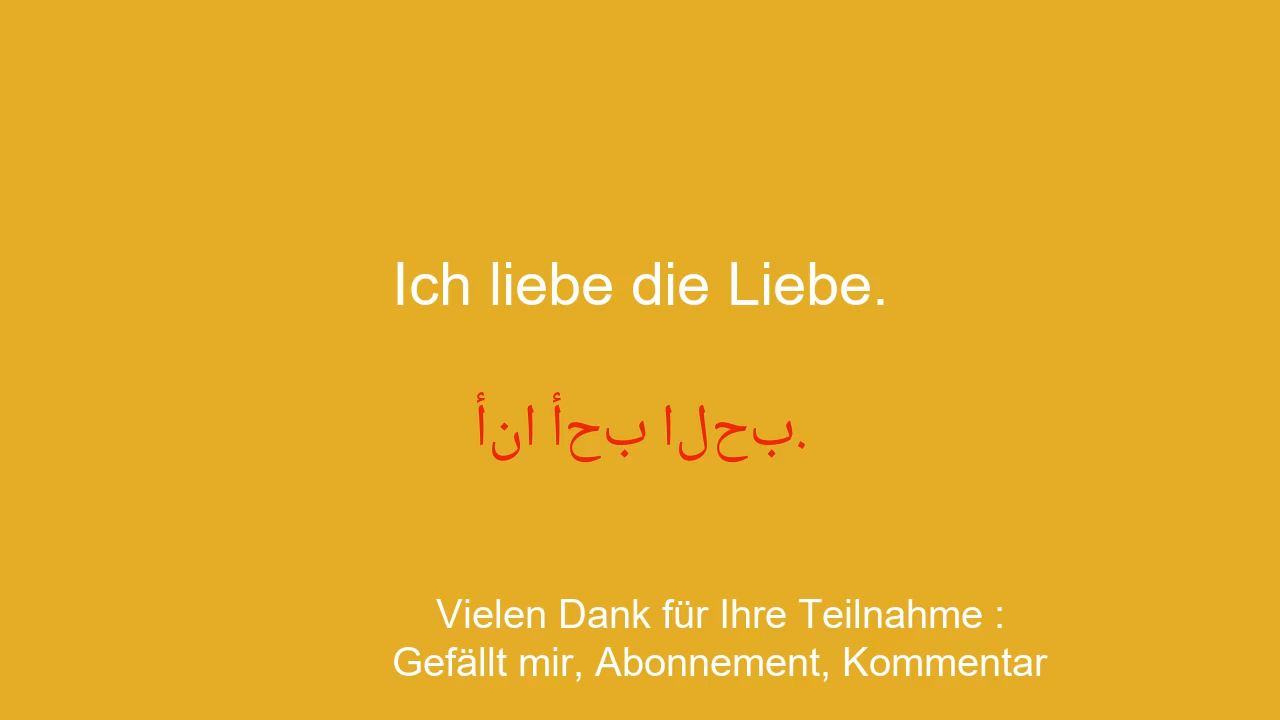 Ich liebe die Liebe.
أنا أحب الحب.
Vielen Dank für Ihre Teilnahme :
Gefällt mir, Abonnement, Kommentar